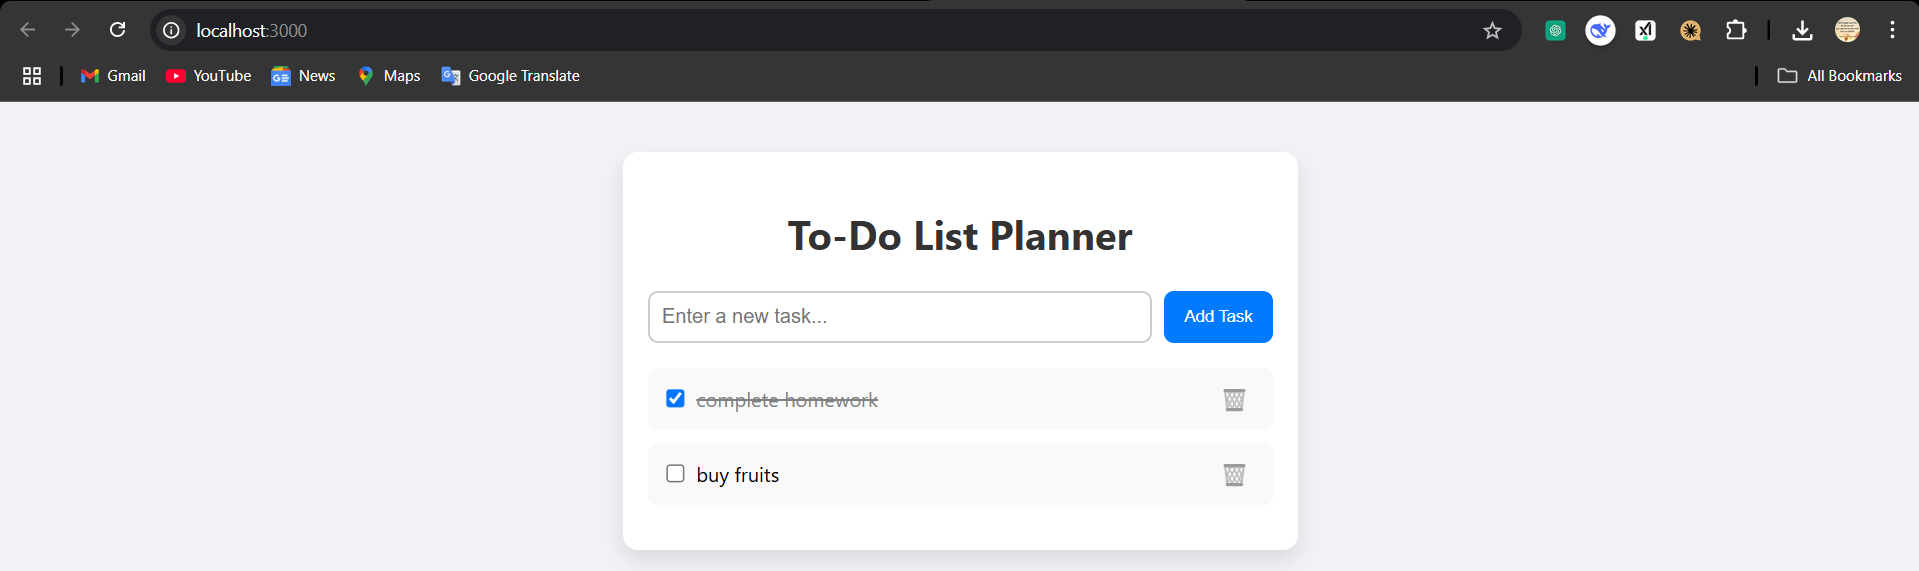 localhost:3000
Gmail YouTube News Maps Google Translate All Bookmarks
To-Do List Planner
Enter a new task... Add Task
complete homework
buy fruits